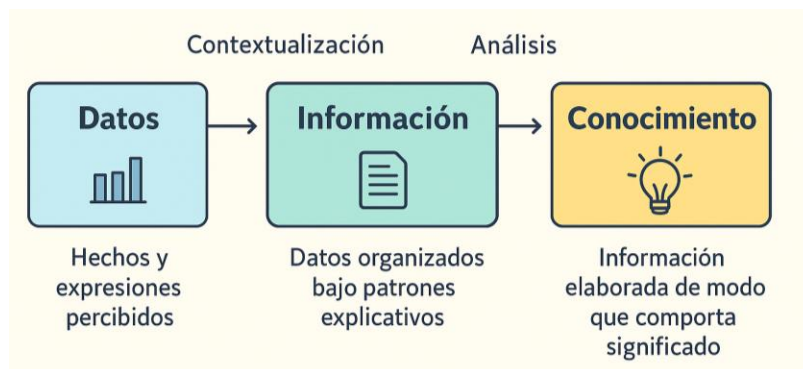 Contextualización
Análisis
Datos
Información
Conocimiento
Hechos y
expresiones
percibidos
Datos organizados
bajo patrones
explicativos
Información
elaborada de modo
que comporta
significado